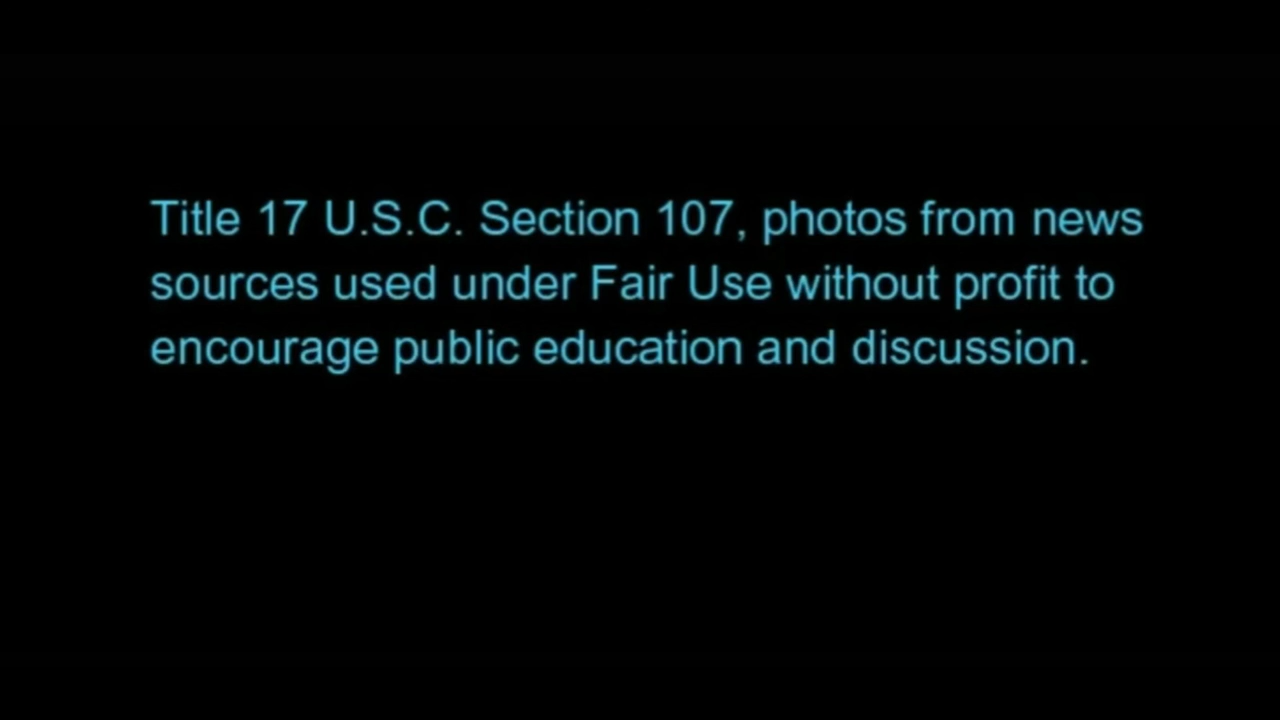 Title 17 U.S.C. Section 107, photos from news
sources used under Fair Use without profit to
encourage public education and discussion.